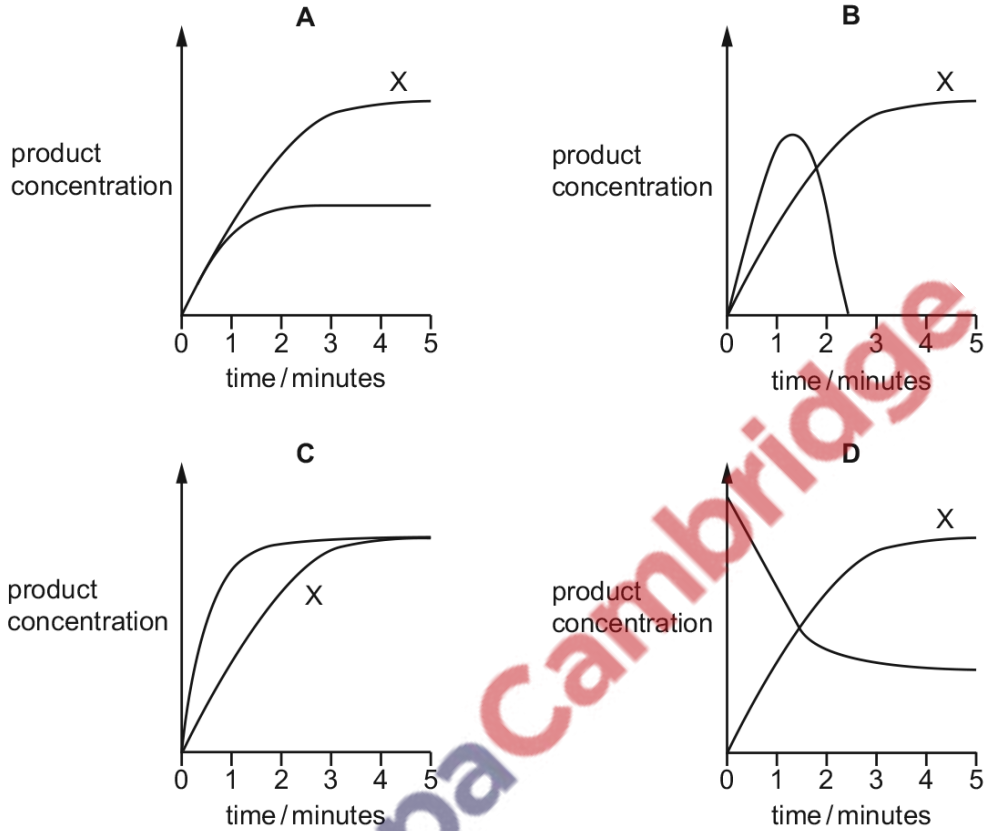 A
X
product
concentration
0 1 2 3 4 5
time / minutes
B
X
product
concentration
0 1 2 3 4 5
time / minutes
C
X
product
concentration
0 1 2 3 4 5
time / minutes
D
X
product
concentration
0 1 2 3 4 5
time / minutes
paCambridge